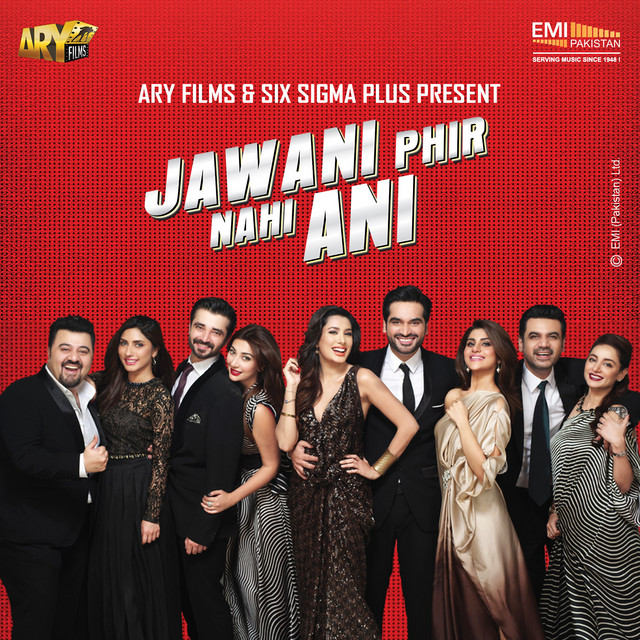 ARY
FILMS
EMI
PAKISTAN
SERVING MUSIC SINCE 1948 !
ARY FILMS & SIX SIGMA PLUS PRESENT
JAWANI PHIR
NAHI ANI
© EMI (Pakistan) Ltd.